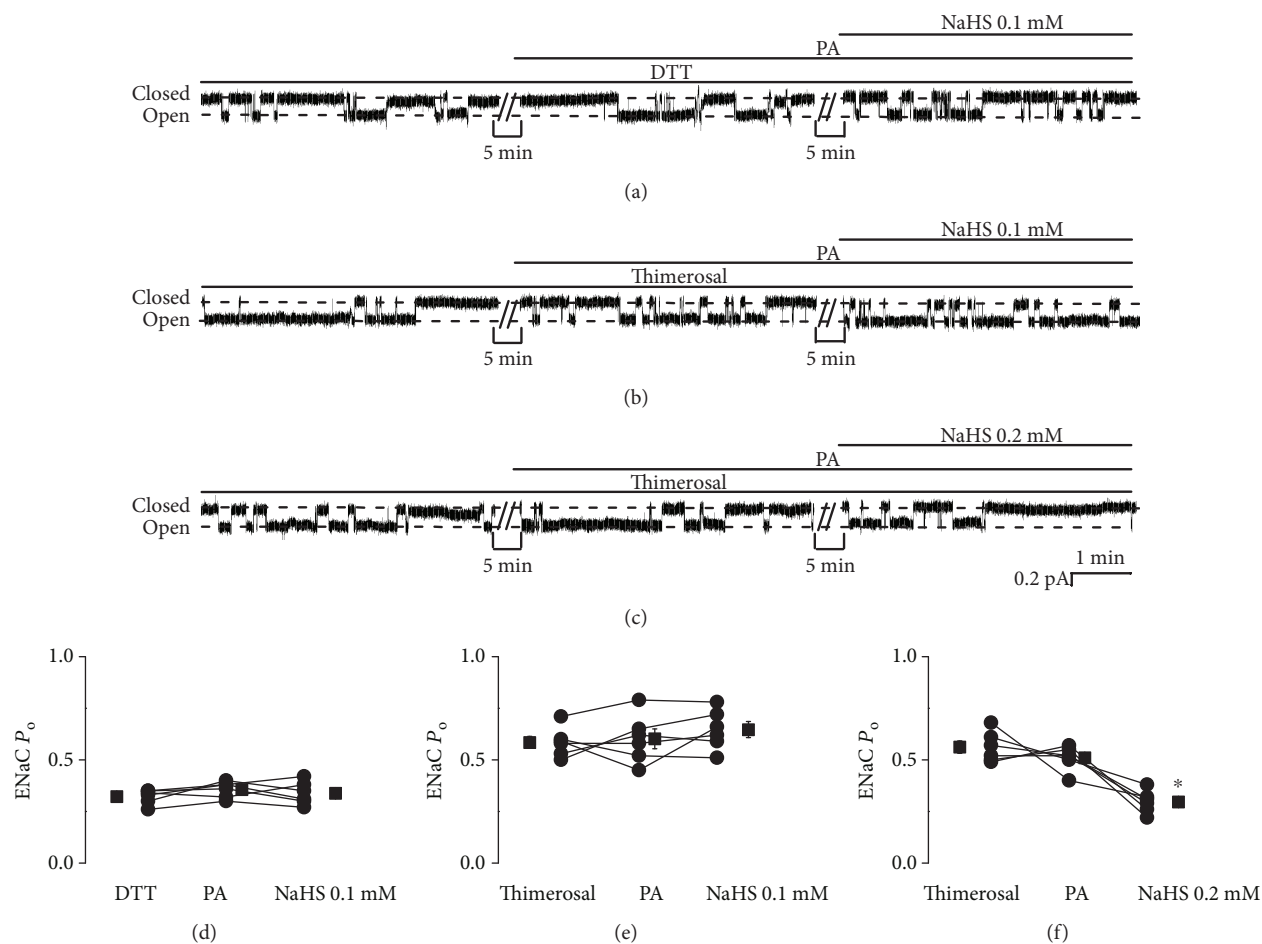 NaHS 0.1 mM
PA
DTT
Closed
Open
5 min
5 min
(a)
NaHS 0.1 mM
PA
Thimerosal
Closed
Open
5 min
5 min
(b)
NaHS 0.2 mM
PA
Thimerosal
Closed
Open
5 min
5 min
1 min
0.2 pA
(c)
1.0
0.5
0.0
ENaC Po
DTT PA NaHS 0.1 mM
(d)
1.0
0.5
0.0
ENaC Po
Thimerosal PA NaHS 0.1 mM
(e)
1.0
0.5
0.0
ENaC Po
*
Thimerosal PA NaHS 0.2 mM
(f)